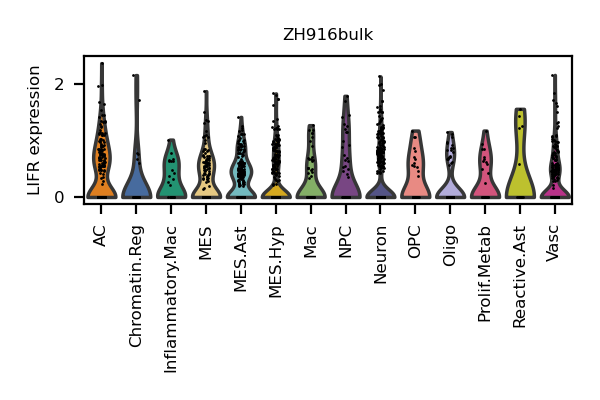 ZH916bulk
LIFR expression
2
0
AC
Chromatin.Reg
Inflammatory.Mac
MES
MES.Ast
MES.Hyp
Mac
NPC
Neuron
OPC
Oligo
Prolif.Metab
Reactive.Ast
Vasc